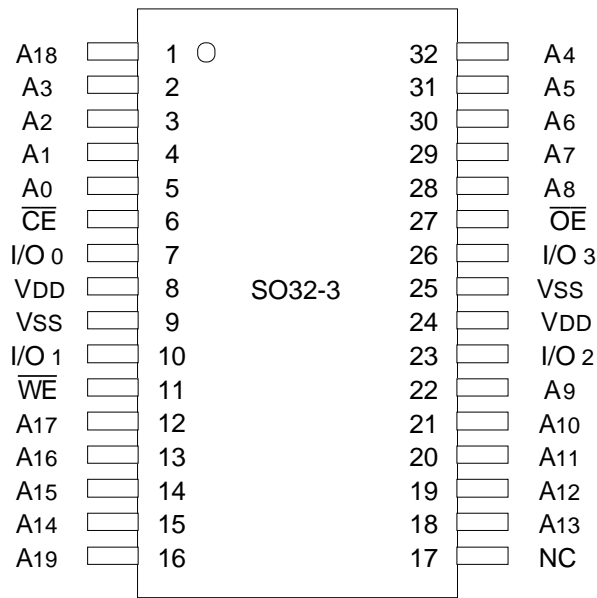 A18 1 32 A4
A3 2 31 A5
A2 3 30 A6
A1 4 29 A7
A0 5 28 A8
C̅E̅ 6 27 O̅E̅
I/O 0 7 26 I/O 3
VDD 8 SO32-3 25 VSS
VSS 9 24 VDD
I/O 1 10 23 I/O 2
W̅E̅ 11 22 A9
A17 12 21 A10
A16 13 20 A11
A15 14 19 A12
A14 15 18 A13
A19 16 17 NC